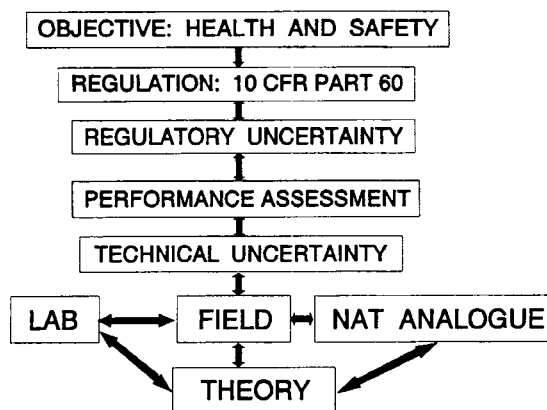 OBJECTIVE: HEALTH AND SAFETY
REGULATION: 10 CFR PART 60
REGULATORY UNCERTAINTY
PERFORMANCE ASSESSMENT
TECHNICAL UNCERTAINTY
LAB FIELD NAT ANALOGUE
THEORY